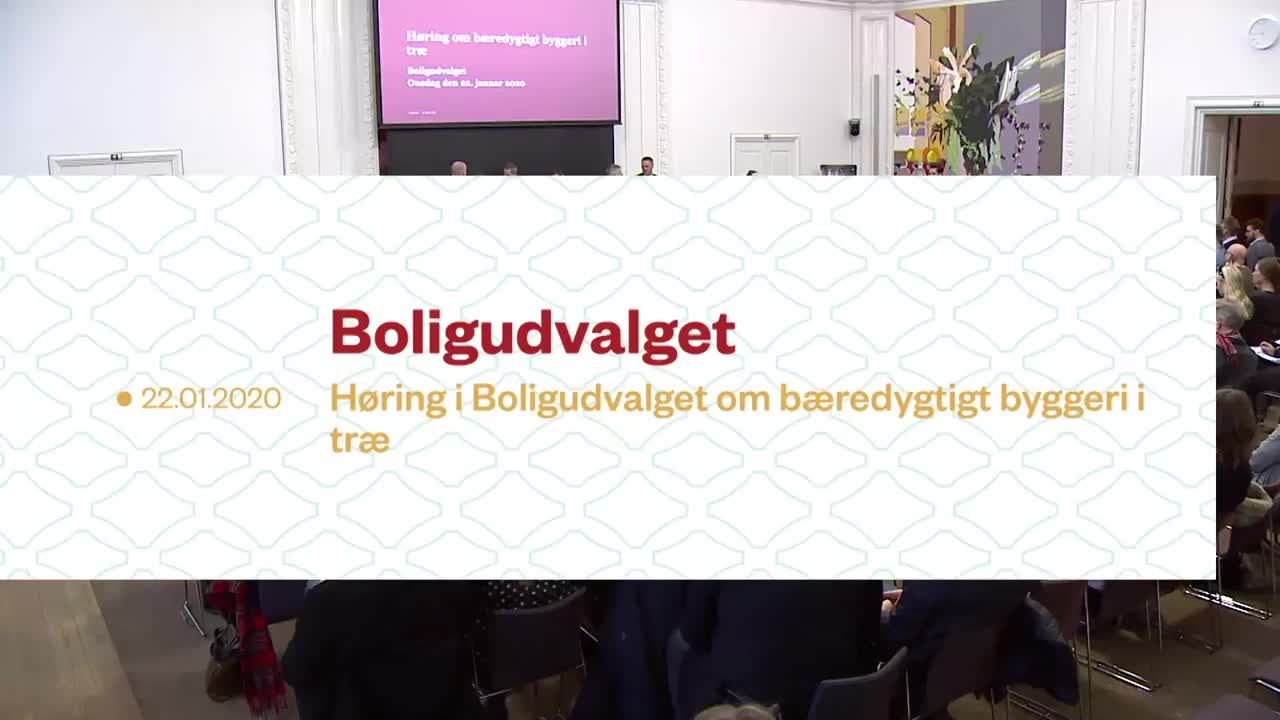 Høring om bæredygtigt byggeri i
træ
Boligudvalget
Onsdag den 22. januar 2020
Boligudvalget
22.01.2020
Høring i Boligudvalget om bæredygtigt byggeri i
træ